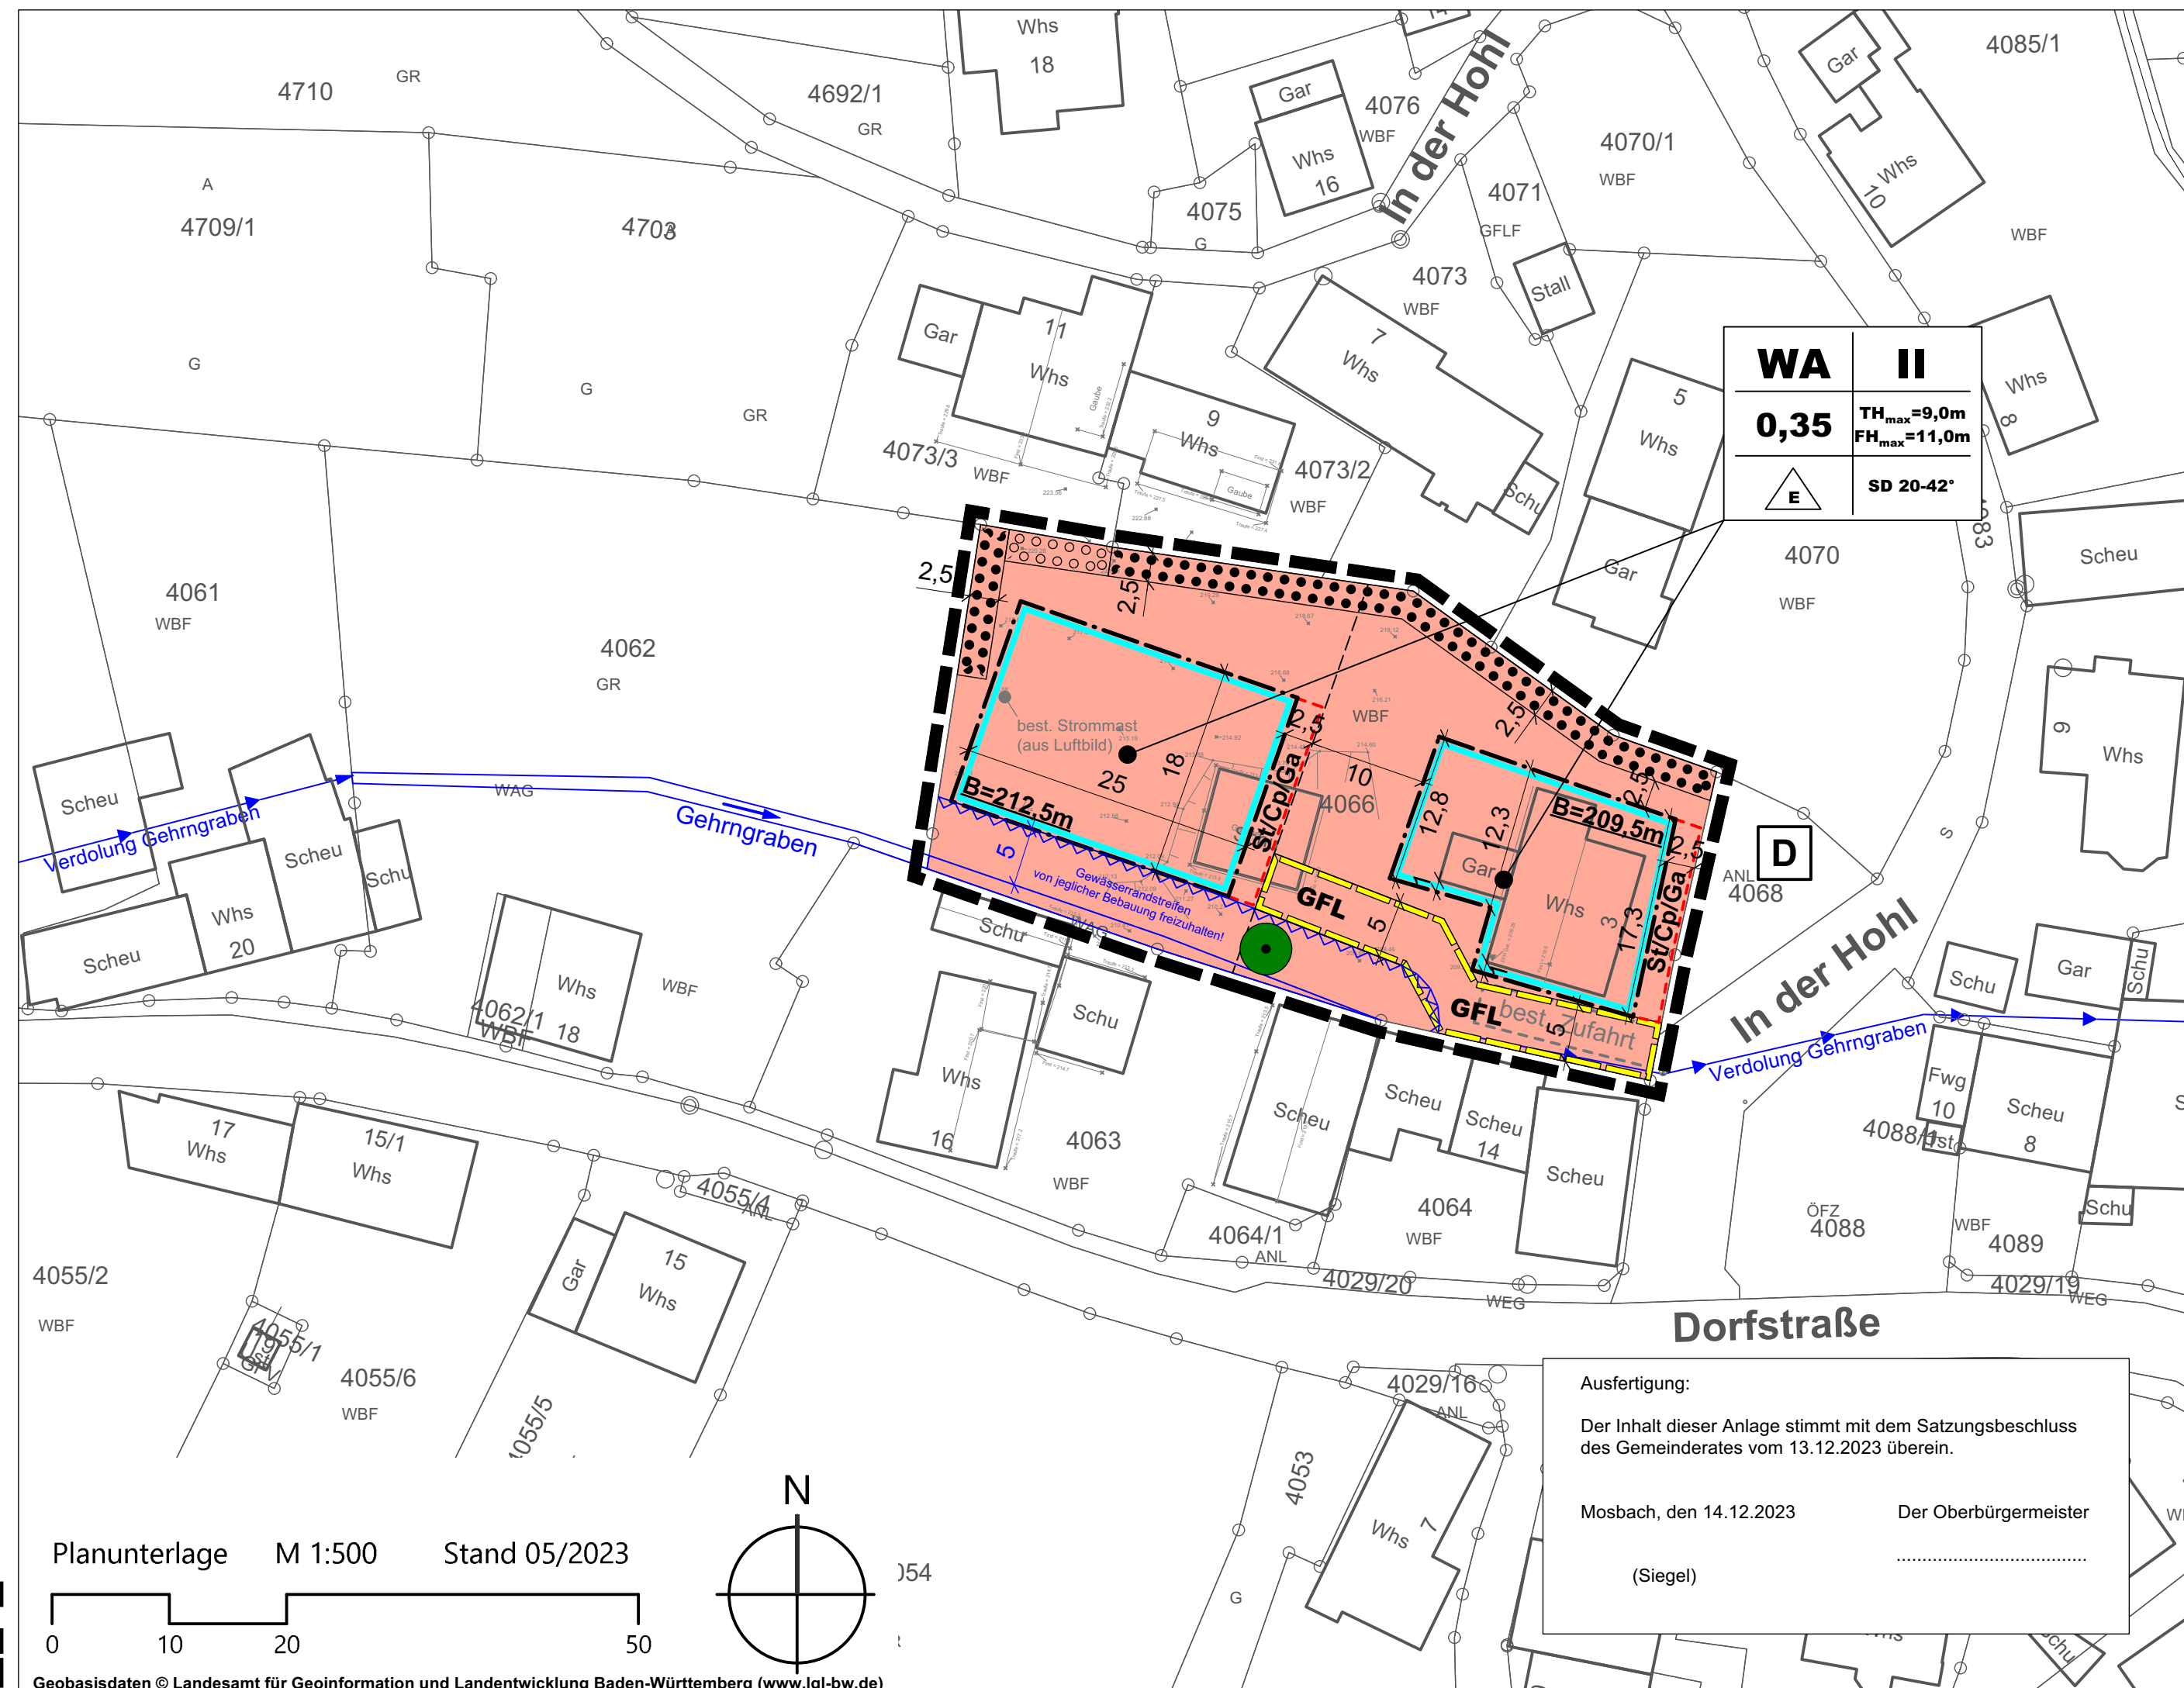 Whs
18
4085/1
Gar
4710
GR
4692/1
GR
Gar
4076
WBF
Whs
16
In der Hohl
4070/1
WBF
Whs
10
A
4709/1
4703
4075
G
4071
GFLF
WBF
4073
WBF
Stall
Gar
11
Whs
Gaube
7
Whs
5
Whs
WA
II
0,35
THmax=9,0m
FHmax=11,0m
E
SD 20-42°
Whs
8
G
G
GR
9
Whs
Gaube
4073/3
WBF
4073/2
WBF
Schu
Gar
4070
WBF
Scheu
4061
WBF
4062
GR
2,5
2,5
2,5
best. Strommast
(aus Luftbild)
WBF
2,5
25
18
10
4066
St/Cp/Ga
B=212,5m
12,8
12,3
B=209,5m
2,5
2,5
Gar
Whs
3
17,3
St/Cp/Ga
D
ANL
4068
9
Whs
S
Scheu
Verdolung Gehrngraben
WAG
Gehrngraben
Scheu
Schu
Whs
20
Scheu
5
Gewässerrandstreifen
von jeglicher Bebauung freizuhalten!
GFL
5
GFL
best. Zufahrt
5
In der Hohl
Verdolung Gehrngraben
Schu
Gar
Schu
Schu
WAG
Whs
18
4062/1
WBF
WBF
Whs
16
Schu
4063
WBF
Scheu
Scheu
Scheu
14
Scheu
Fwg
10
Scheu
8
4088/1
Schu
17
Whs
15/1
Whs
4055/4
ANL
4064/1
ANL
4064
WBF
ÖFZ
4088
WBF
4089
4055/2
WBF
Gar
15
Whs
4029/20
WEG
4029/19
WEG
Dorfstraße
4055/1
4055/6
WBF
4055/5
4029/16
ANL
4053
Whs
7
G
Ausfertigung:
Der Inhalt dieser Anlage stimmt mit dem Satzungsbeschluss
des Gemeinderates vom 13.12.2023 überein.
Mosbach, den 14.12.2023
Der Oberbürgermeister
(Siegel)
Schu
N
Planunterlage M 1:500 Stand 05/2023
0 10 20 50
Geobasisdaten © Landesamt für Geoinformation und Landentwicklung Baden-Württemberg (www.lgl-bw.de)